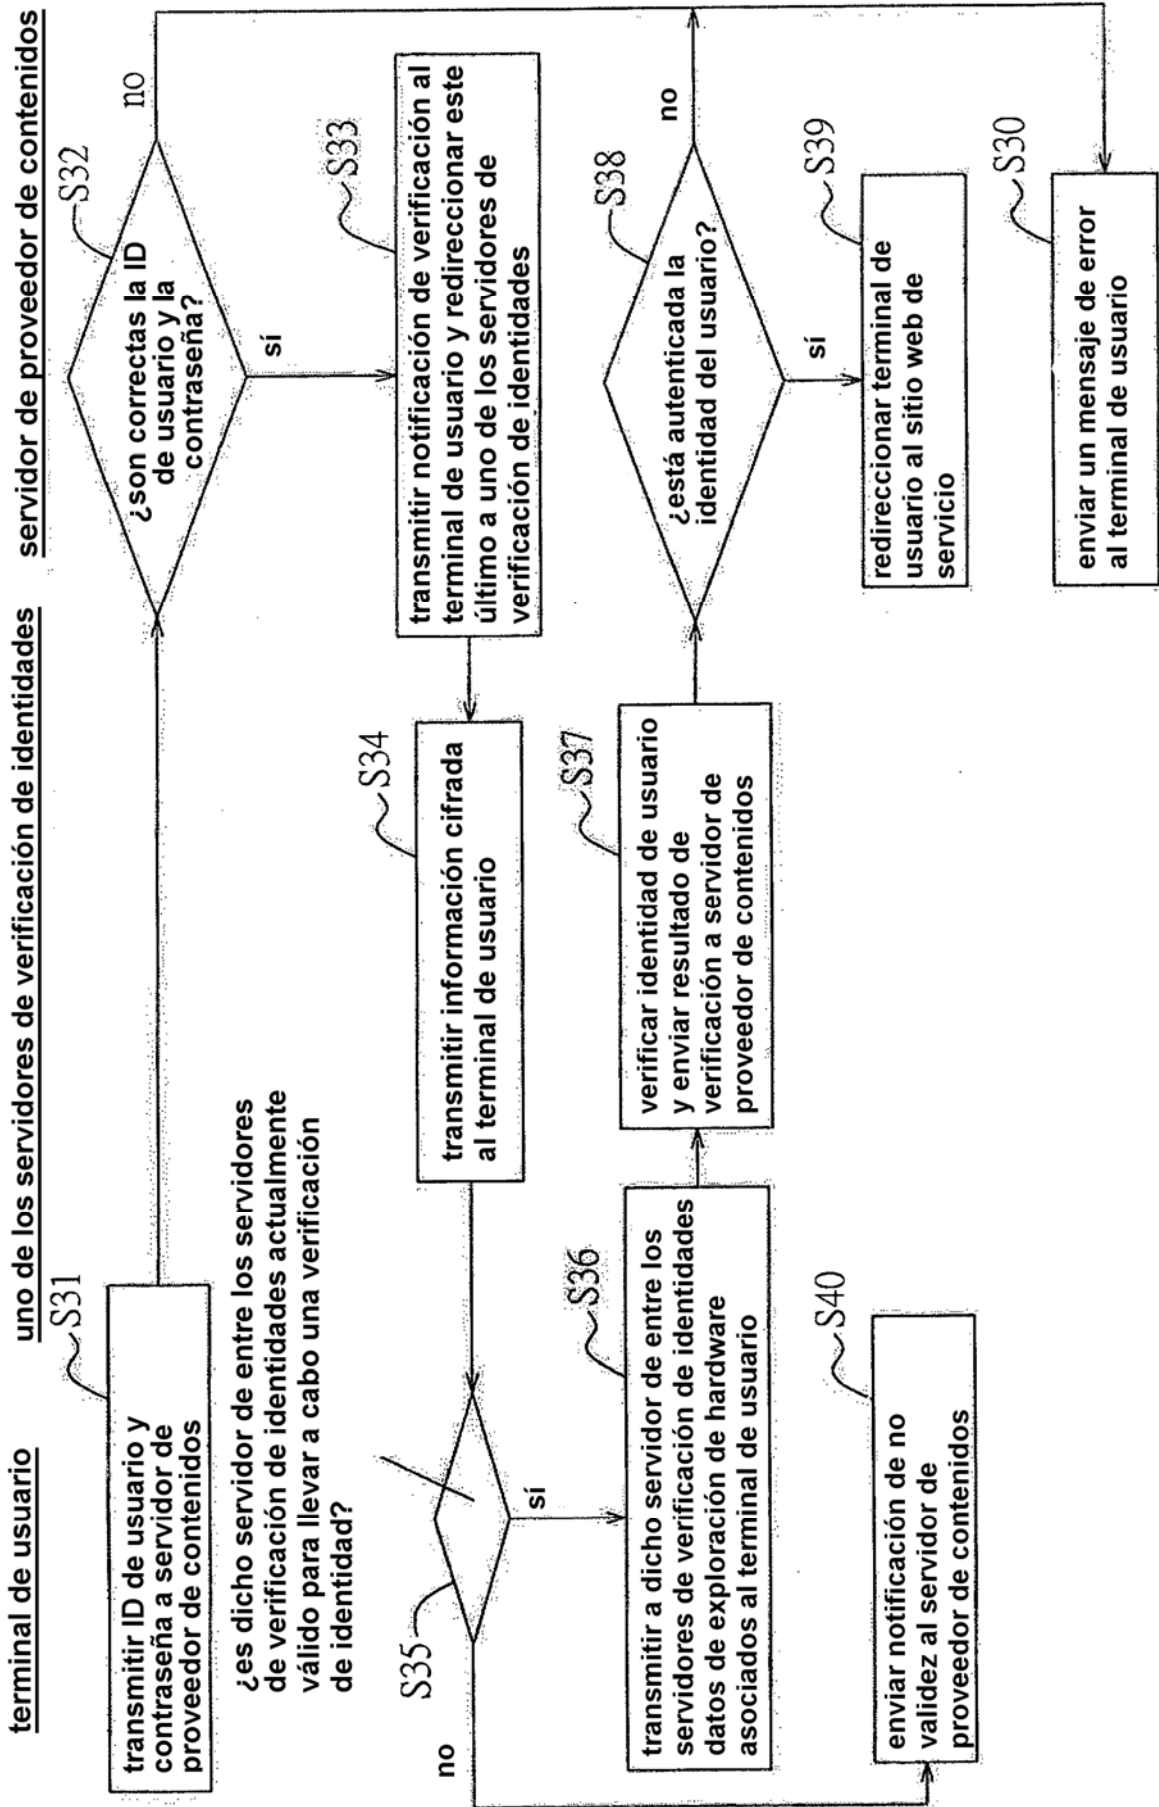 terminal de usuario
uno de los servidores de verificación de identidades
servidor de proveedor de contenidos
S31
transmitir ID de usuario y
contraseña a servidor de
proveedor de contenidos
S32
¿son correctas la ID
de usuario y la
contraseña?
no
sí
S33
transmitir notificación de verificación al
terminal de usuario y redireccionar este
último a uno de los servidores de
verificación de identidades
S34
transmitir información cifrada
al terminal de usuario
¿es dicho servidor de entre los servidores
de verificación de identidades actualmente
válido para llevar a cabo una verificación
de identidad?
S35
no
sí
S36
transmitir a dicho servidor de entre los
servidores de verificación de identidades
datos de exploración de hardware
asociados al terminal de usuario
S37
verificar identidad de usuario
y enviar resultado de
verificación a servidor de
proveedor de contenidos
S38
¿está autenticada la
identidad del usuario?
no
sí
S39
redireccionar terminal de
usuario al sitio web de
servicio
S40
enviar notificación de no
validez al servidor de
proveedor de contenidos
S30
enviar un mensaje de error
al terminal de usuario